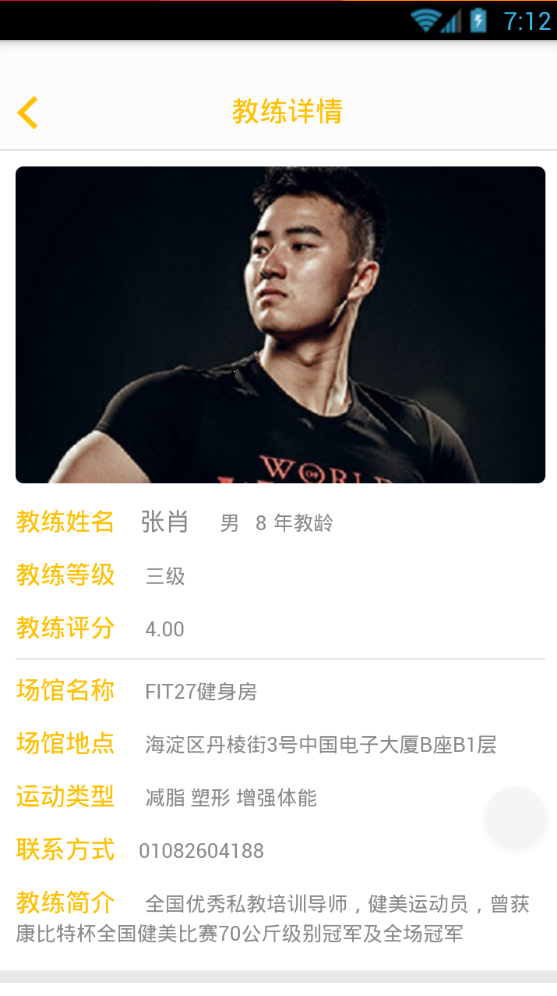 7:12
教练详情
WORLD
OF
教练姓名 张肖 男 8 年教龄
教练等级 三级
教练评分 4.00
场馆名称 FIT27健身房
场馆地点 海淀区丹棱街3号中国电子大厦B座B1层
运动类型 减脂 塑形 增强体能
联系方式 01082604188
教练简介 全国优秀私教培训导师，健美运动员，曾获
康比特杯全国健美比赛70公斤级别冠军及全场冠军